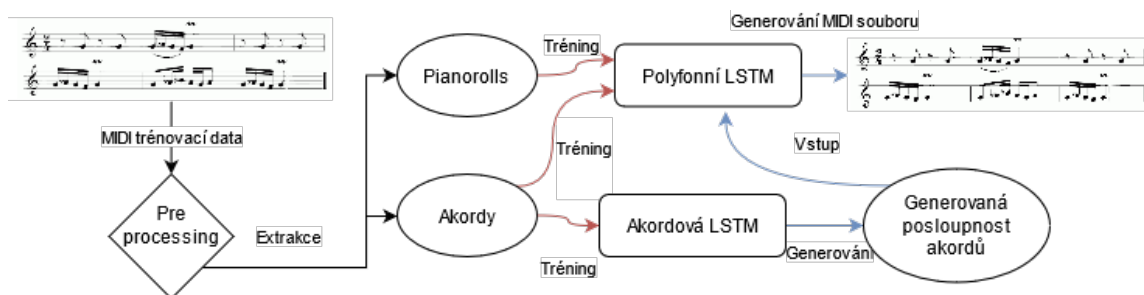 Generování MIDI souboru
Tréning
Pianorolls
Polyfonní LSTM
MIDI trénovací data
Tréning
Vstup
Pre
processing
Extrakce
Akordy
Akordová LSTM
Generovaná
posloupnost
akordů
Generování
Tréning